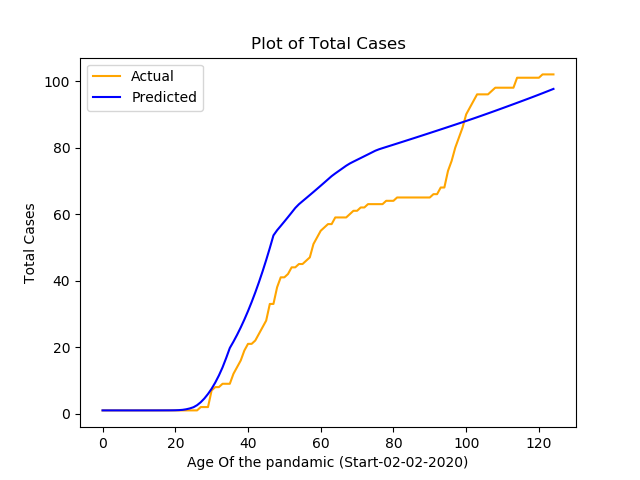 Plot of Total Cases
Actual
Predicted
100
80
60
40
20
0
Total Cases
0 20 40 60 80 100 120
Age Of the pandamic (Start-02-02-2020)